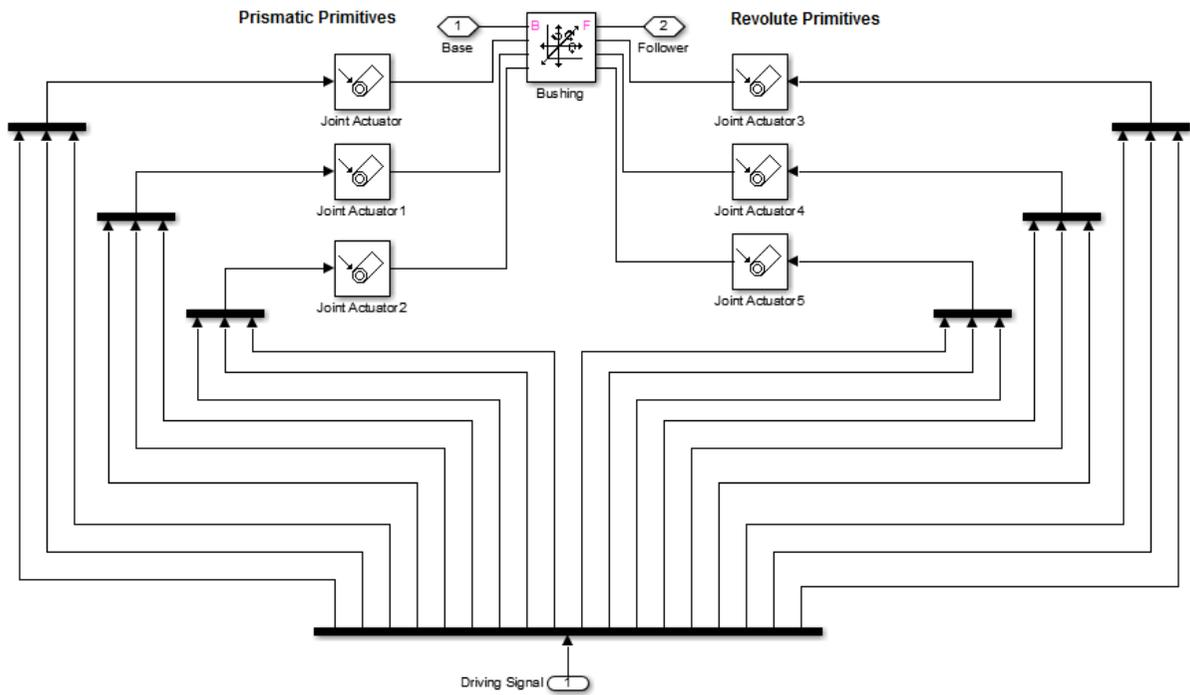 Prismatic Primitives
1
Base
B
F
Bushing
2
Follower
Revolute Primitives
Joint Actuator
Joint Actuator3
Joint Actuator1
Joint Actuator4
Joint Actuator2
Joint Actuator5
Driving Signal
1